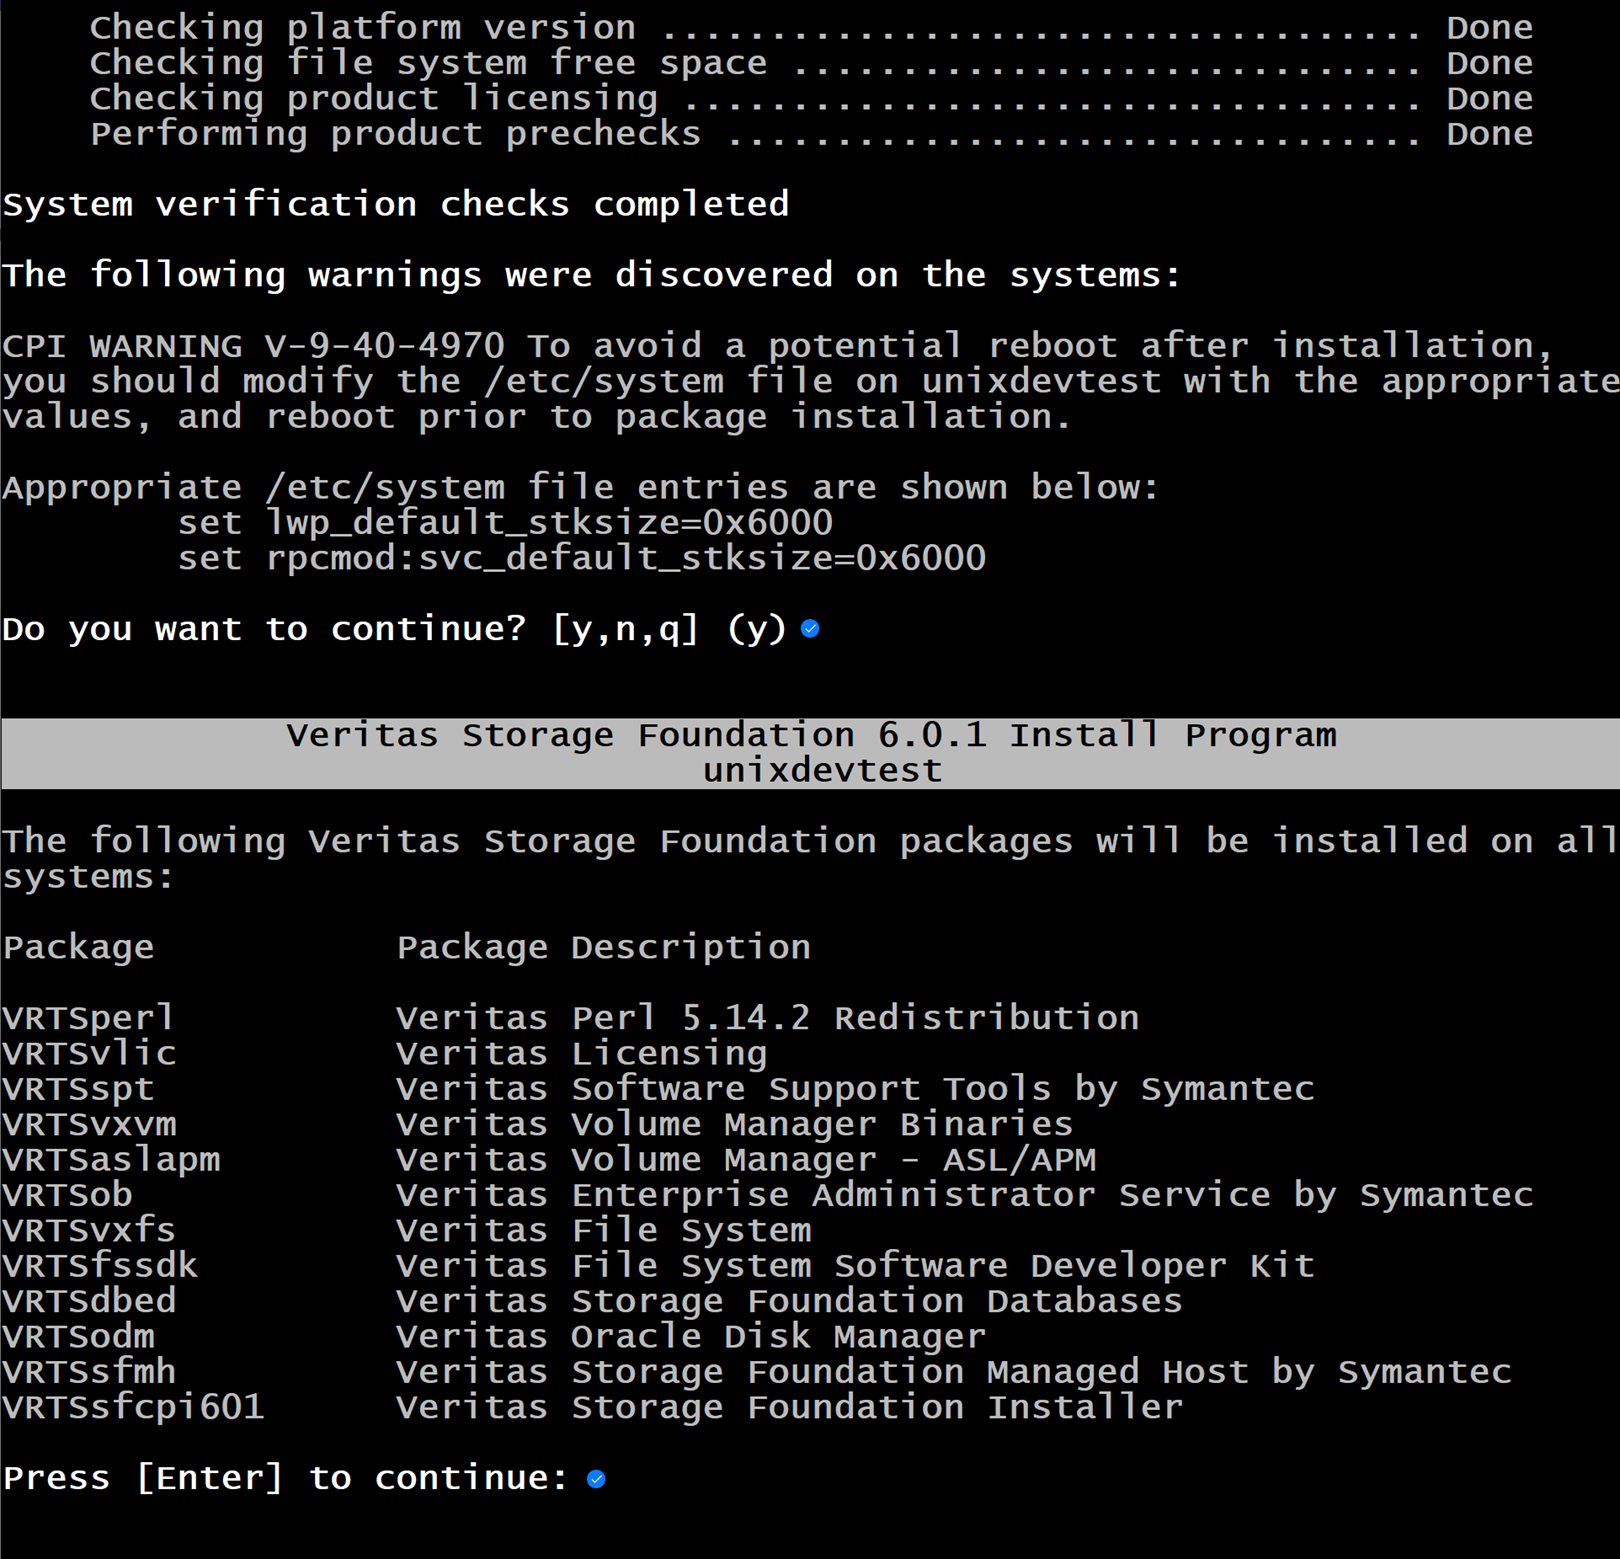 Checking platform version ................................... Done
Checking file system free space ............................. Done
Checking product licensing .................................. Done
Performing product prechecks ................................ Done
System verification checks completed
The following warnings were discovered on the systems:
CPI WARNING V-9-40-4970 To avoid a potential reboot after installation,
you should modify the /etc/system file on unixdevtest with the appropriate
values, and reboot prior to package installation.
Appropriate /etc/system file entries are shown below:
set lwp_default_stksize=0x6000
set rpcmod:svc_default_stksize=0x6000
Do you want to continue? [y,n,q] (y)
Veritas Storage Foundation 6.0.1 Install Program
unixdevtest
The following Veritas Storage Foundation packages will be installed on all
systems:
Package Package Description
VRTSperl Veritas Perl 5.14.2 Redistribution
VRTSvlic Veritas Licensing
VRTSspt Veritas Software Support Tools by Symantec
VRTSvxvm Veritas Volume Manager Binaries
VRTSaslapm Veritas Volume Manager - ASL/APM
VRTSob Veritas Enterprise Administrator Service by Symantec
VRTSvxfs Veritas File System
VRTSfssdk Veritas File System Software Developer Kit
VRTSdbed Veritas Storage Foundation Databases
VRTSodm Veritas Oracle Disk Manager
VRTSsfmh Veritas Storage Foundation Managed Host by Symantec
VRTSsfcpi601 Veritas Storage Foundation Installer
Press [Enter] to continue: